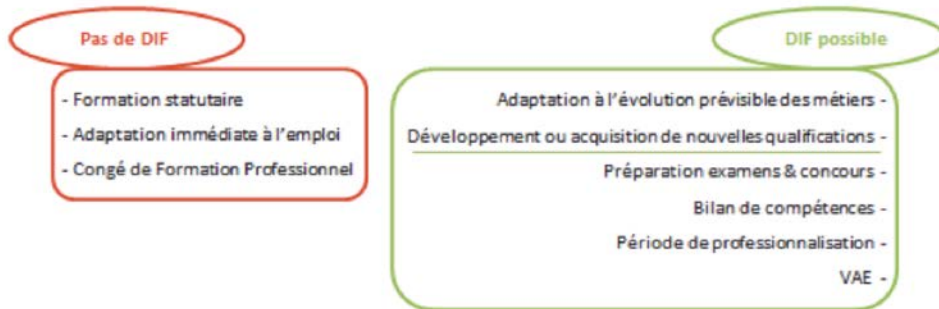 Pas de DIF
- Formation statutaire
- Adaptation immédiate à l'emploi
- Congé de Formation Professionnel
DIF possible
Adaptation à l'évolution prévisible des métiers -
Développement ou acquisition de nouvelles qualifications -
Préparation examens & concours -
Bilan de compétences -
Période de professionnalisation -
VAE -